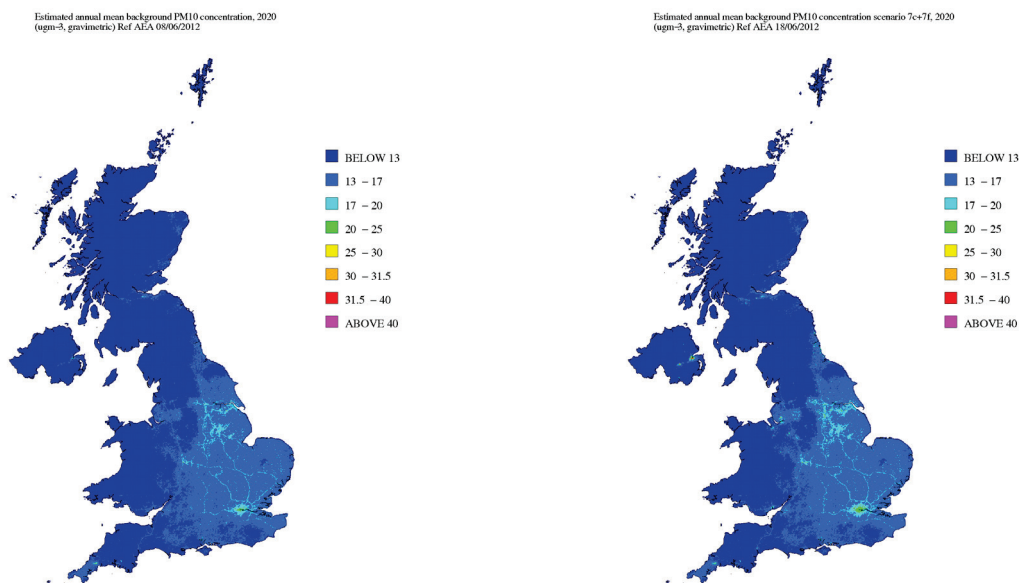 Estimated annual mean background PM10 concentration, 2020
(ugm-3, gravimetric) Ref AEA 08/06/2012
BELOW 13
13 – 17
17 – 20
20 – 25
25 – 30
30 – 31.5
31.5 – 40
ABOVE 40
Estimated annual mean background PM10 concentration scenario 7c+7f, 2020
(ugm-3, gravimetric) Ref AEA 18/06/2012
BELOW 13
13 – 17
17 – 20
20 – 25
25 – 30
30 – 31.5
31.5 – 40
ABOVE 40